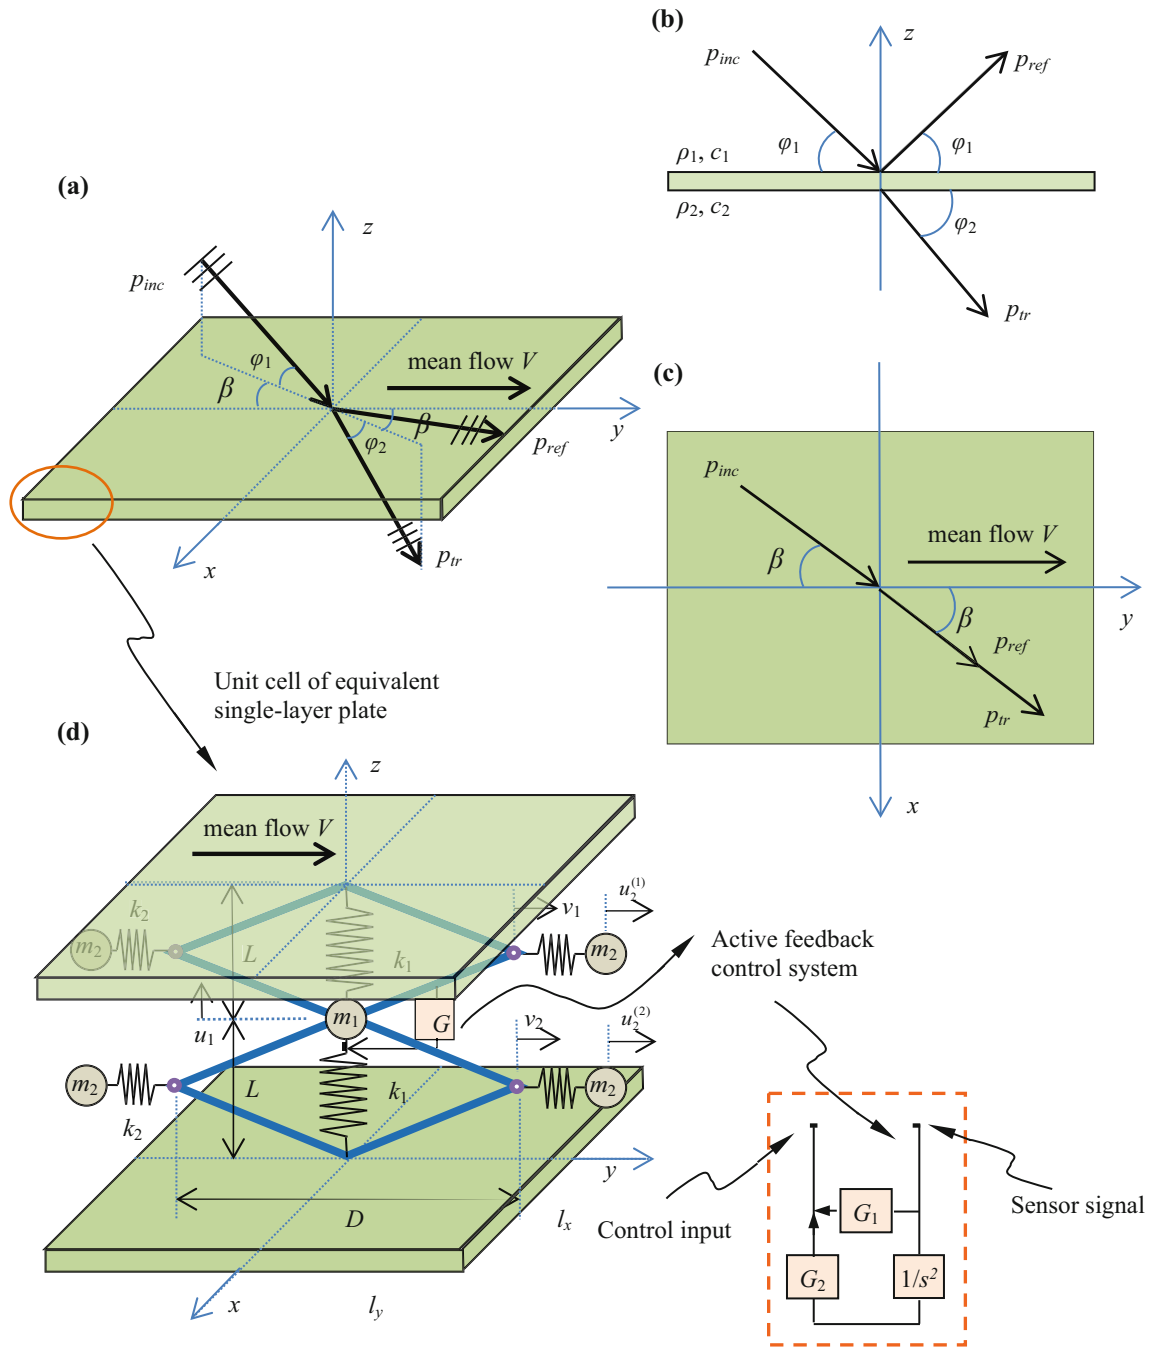 (a)
z
p_inc
φ1
β
mean flow V
β
φ2
y
p_ref
x
p_tr
(b)
z
p_inc
p_ref
φ1
φ1
ρ1, c1
ρ2, c2
φ2
p_tr
(c)
p_inc
mean flow V
β
β
y
p_ref
p_tr
x
Unit cell of equivalent
single-layer plate
(d)
z
mean flow V
u2^(1)
v1
k2
m2
m2
L
k1
u1
m1
G
v2
u2^(2)
m2
L
k1
m2
k2
y
D
l_x
x
l_y
Active feedback
control system
Control input
Sensor signal
G1
G2
1/s²